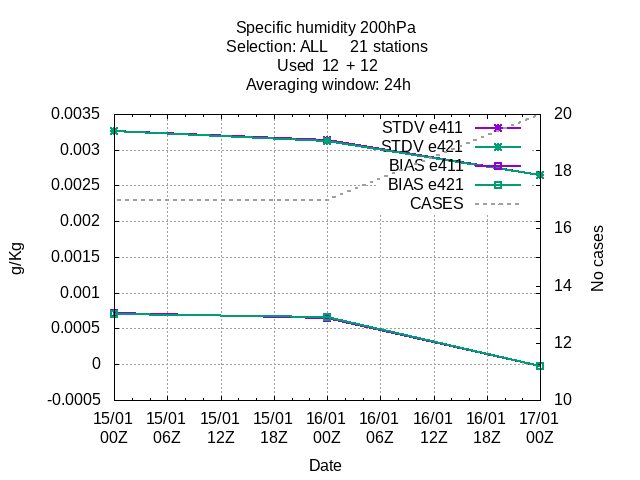 Specific humidity 200hPa
Selection: ALL 21 stations
Used 12 + 12
Averaging window: 24h
0.0035
0.003
0.0025
0.002
0.0015
0.001
0.0005
0
-0.0005
g/Kg
STDV e411
STDV e421
BIAS e411
BIAS e421
CASES
20
18
16
14
12
10
No cases
15/01 15/01 15/01 15/01 16/01 16/01 16/01 16/01 17/01
00Z 06Z 12Z 18Z 00Z 06Z 12Z 18Z 00Z
Date